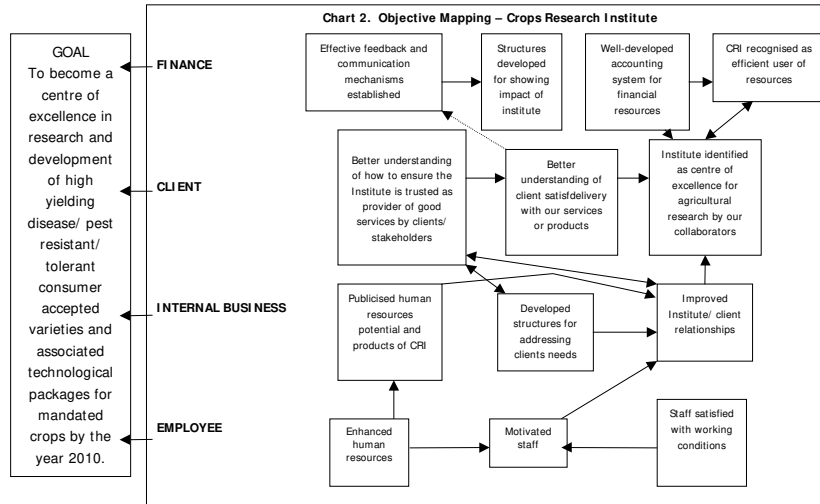 Chart 2. Objective Mapping – Crops Research Institute
GOAL
To become a
centre of
excellence in
research and
development
of high
yielding
disease/ pest
resistant/
tolerant
consumer
accepted
varieties and
associated
technological
packages for
mandated
crops by the
year 2010.
FINANCE
Effective feedback and
communication
mechanisms
established
Structures
developed
for showing
impact of
institute
Well-developed
accounting
system for
financial
resources
CRI recognised as
efficient user of
resources
CLIENT
Better understanding
of how to ensure the
Institute is trusted as
provider of good
services by clients/
stakeholders
Better
understanding of
client satisfdelivery
with our services
or products
Institute identified
as centre of
excellence for
agricultural
research by our
collaborators
INTERNAL BUSINESS
Publicised human
resources
potential and
products of CRI
Developed
structures for
addressing
clients needs
Improved
Institute/ client
relationships
EMPLOYEE
Enhanced
human
resources
Motivated
staff
Staff satisfied
with working
conditions